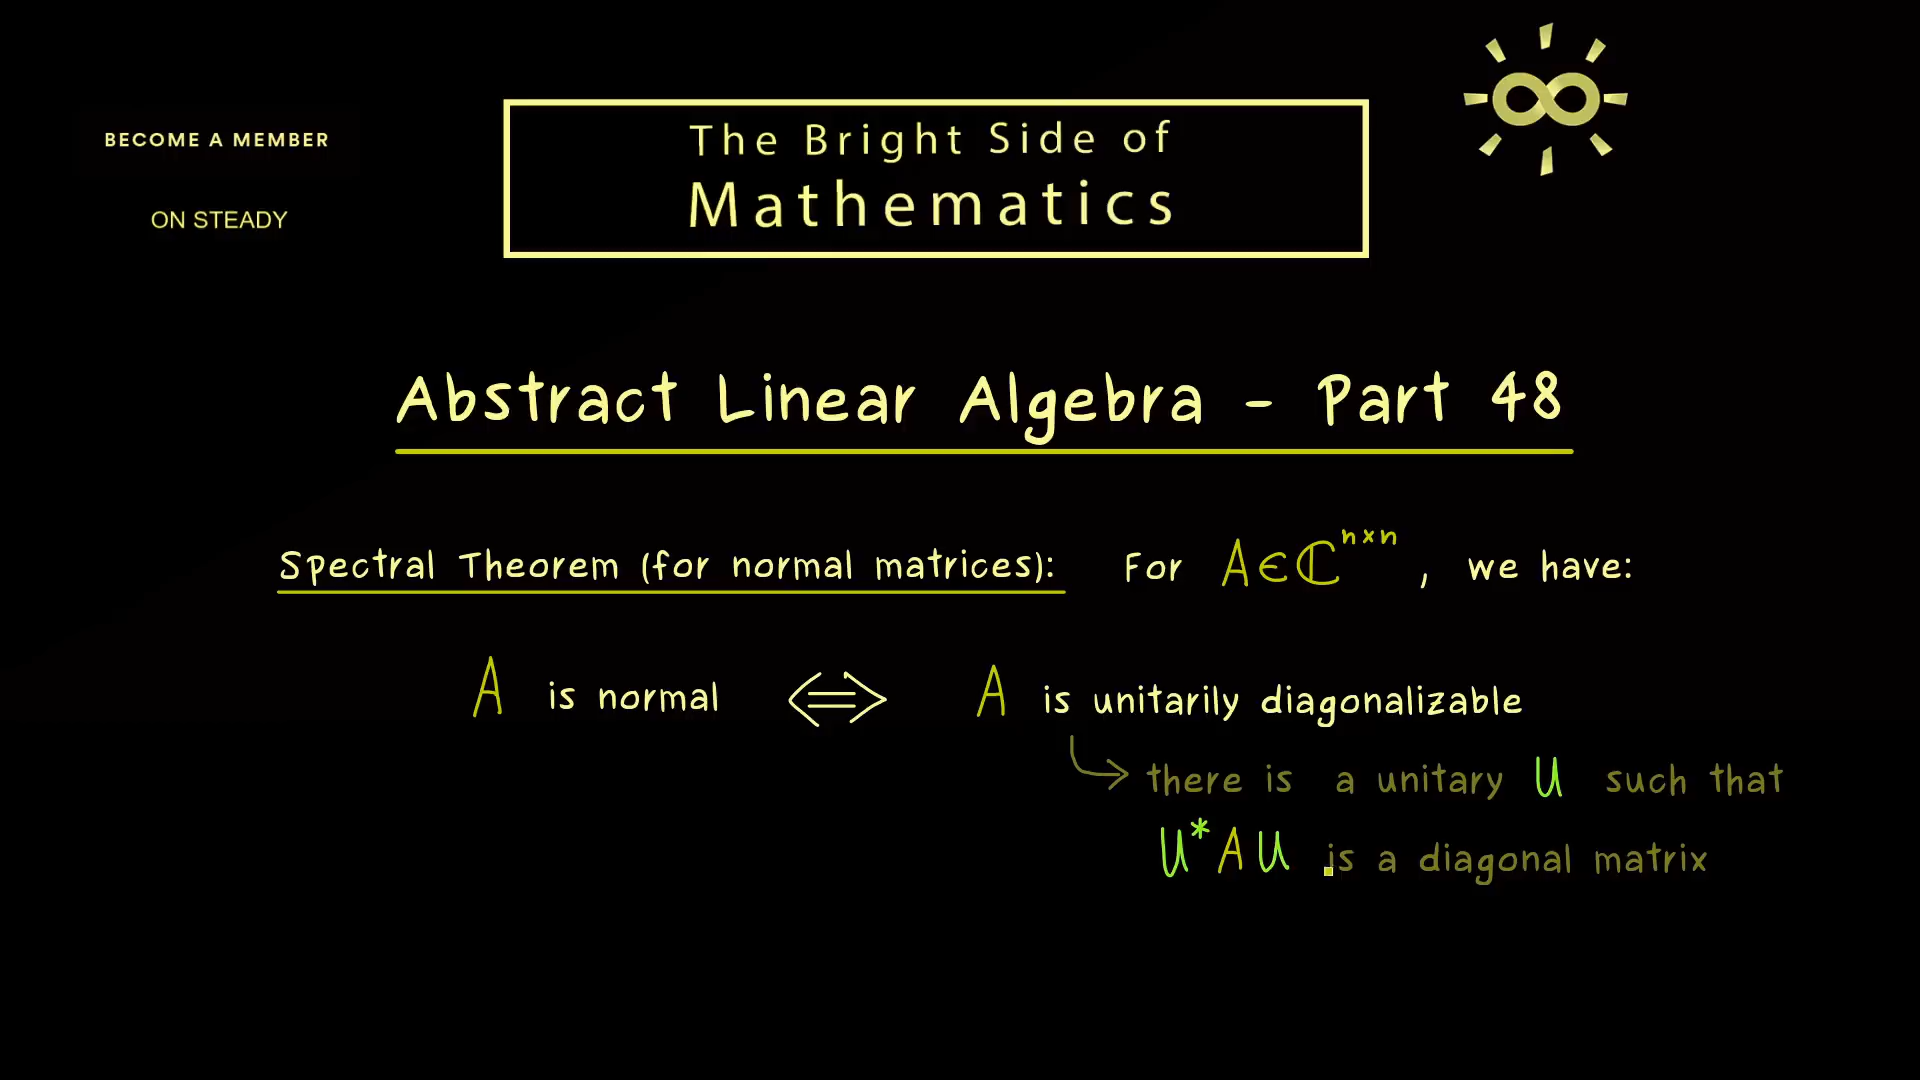 BECOME A MEMBER
ON STEADY
The Bright Side of
Mathematics
Abstract Linear Algebra - Part 48
Spectral Theorem (for normal matrices): For A∈ℂⁿˣⁿ, we have:
A is normal ⟺ A is unitarily diagonalizable
↳ there is a unitary U such that
U*AU is a diagonal matrix